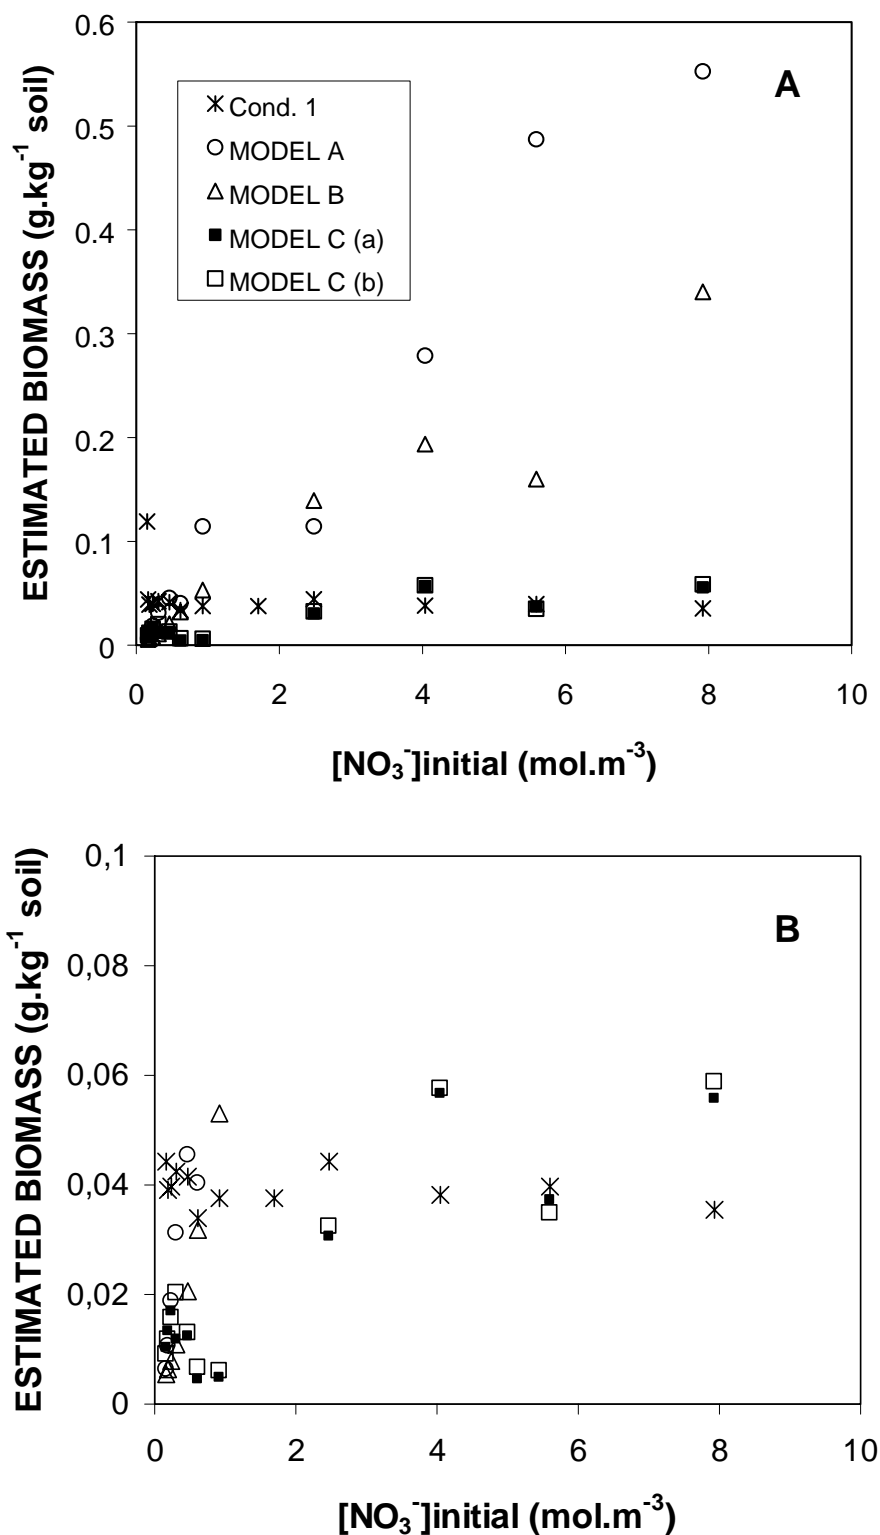 0.6
A
Cond. 1
MODEL A
MODEL B
MODEL C (a)
MODEL C (b)
0.5
0.4
0.3
0.2
0.1
0
ESTIMATED BIOMASS (g.kg⁻¹ soil)
0 2 4 6 8 10
[NO₃⁻]initial (mol.m⁻³)
0,1
B
0,08
0,06
0,04
0,02
0
ESTIMATED BIOMASS (g.kg⁻¹ soil)
0 2 4 6 8 10
[NO₃⁻]initial (mol.m⁻³)